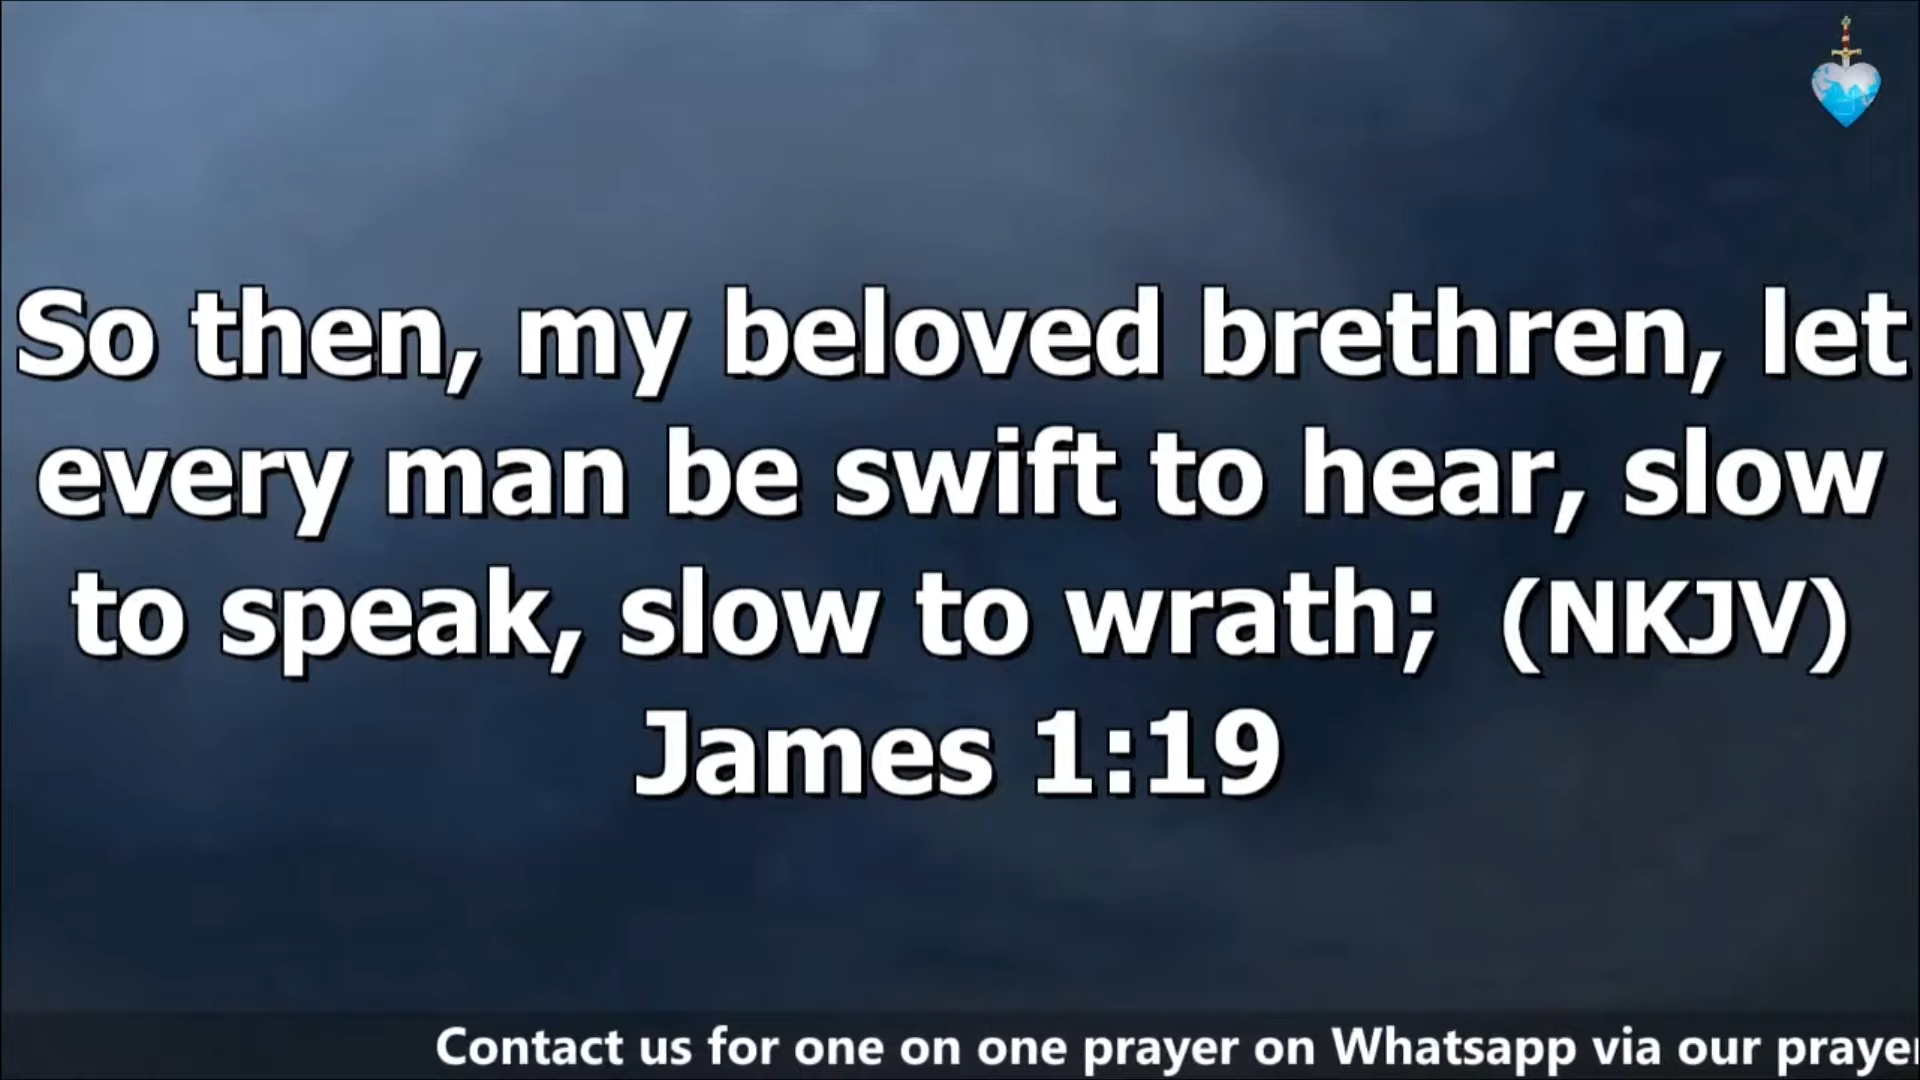 So then, my beloved brethren, let
every man be swift to hear, slow
to speak, slow to wrath; (NKJV)
James 1:19
Contact us for one on one prayer on Whatsapp via our prayer